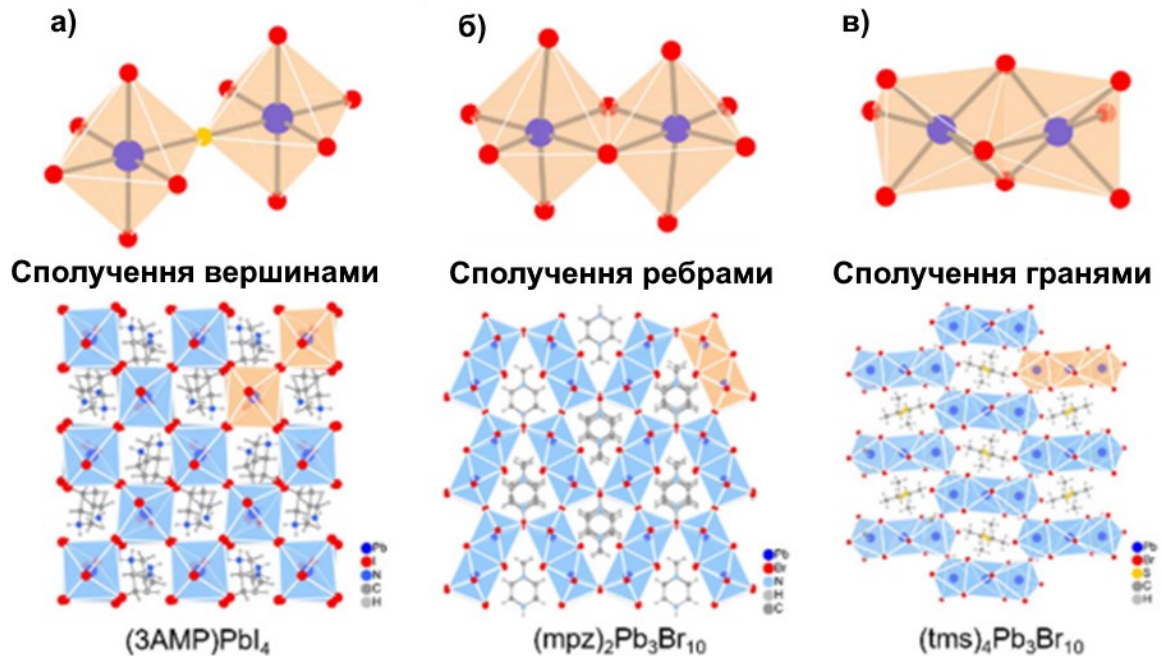 а)
б)
в)
Сполучення вершинами
Сполучення ребрами
Сполучення гранями
Pb
I
N
C
H
Pb
Br
N
H
C
Pb
Br
S
C
H
(3AMP)PbI₄
(mpz)₂Pb₃Br₁₀
(tms)₄Pb₃Br₁₀